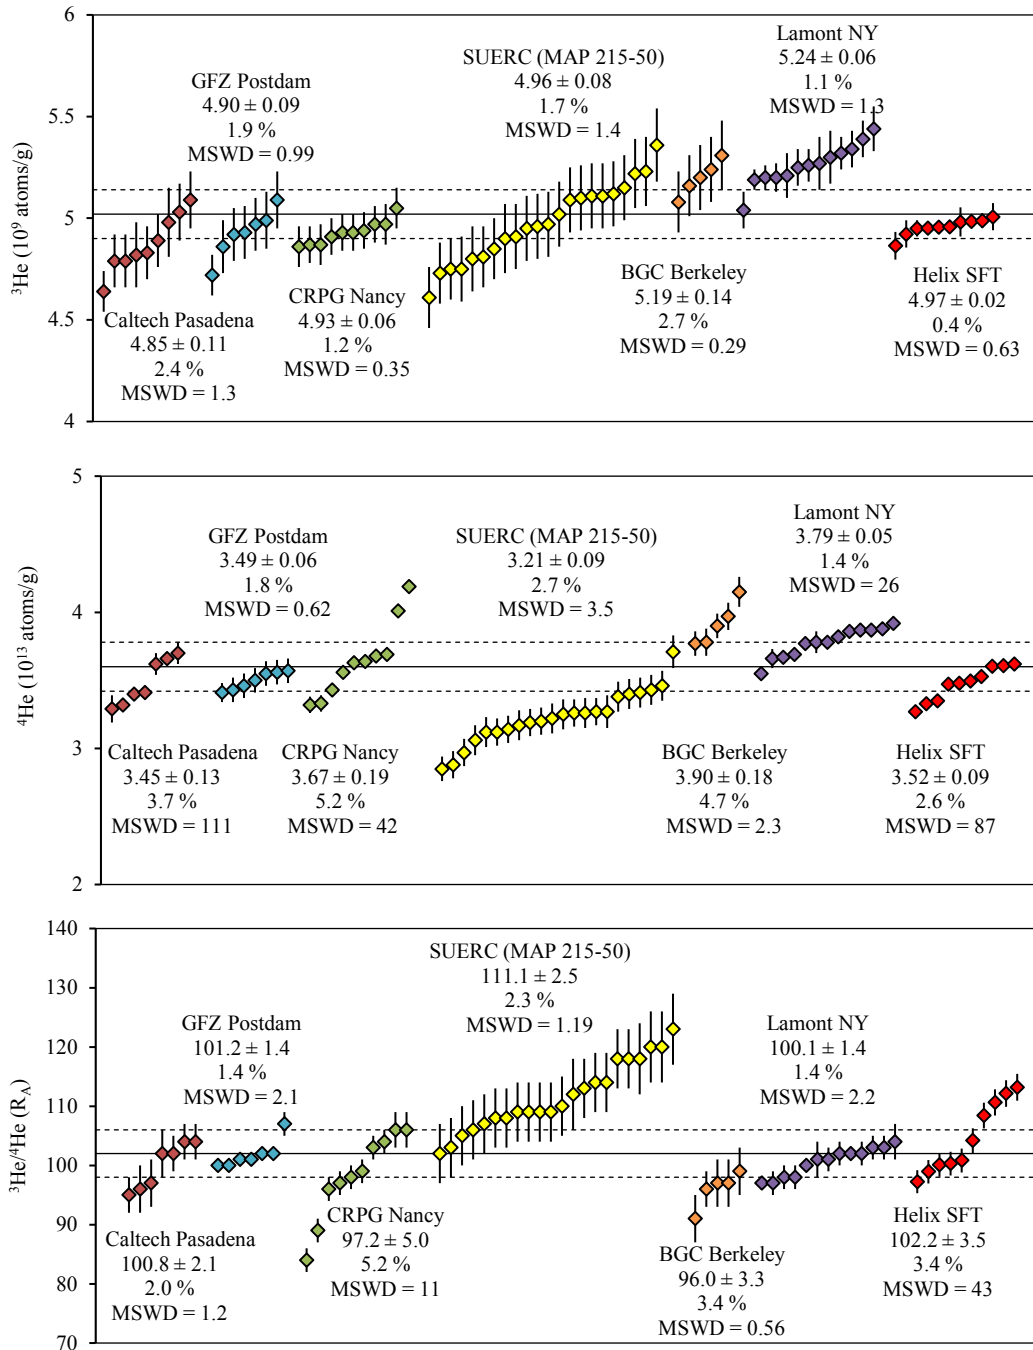 6
5.5
5
4.5
4
³He (10⁹ atoms/g)
Caltech Pasadena
4.85 ± 0.11
2.4 %
MSWD = 1.3
GFZ Postdam
4.90 ± 0.09
1.9 %
MSWD = 0.99
CRPG Nancy
4.93 ± 0.06
1.2 %
MSWD = 0.35
SUERC (MAP 215-50)
4.96 ± 0.08
1.7 %
MSWD = 1.4
BGC Berkeley
5.19 ± 0.14
2.7 %
MSWD = 0.29
Lamont NY
5.24 ± 0.06
1.1 %
MSWD = 1.3
Helix SFT
4.97 ± 0.02
0.4 %
MSWD = 0.63
5
4
3
2
⁴He (10¹³ atoms/g)
Caltech Pasadena
3.45 ± 0.13
3.7 %
MSWD = 111
GFZ Postdam
3.49 ± 0.06
1.8 %
MSWD = 0.62
CRPG Nancy
3.67 ± 0.19
5.2 %
MSWD = 42
SUERC (MAP 215-50)
3.21 ± 0.09
2.7 %
MSWD = 3.5
BGC Berkeley
3.90 ± 0.18
4.7 %
MSWD = 2.3
Lamont NY
3.79 ± 0.05
1.4 %
MSWD = 26
Helix SFT
3.52 ± 0.09
2.6 %
MSWD = 87
140
130
120
110
100
90
80
70
³He/⁴He (R_A)
Caltech Pasadena
100.8 ± 2.1
2.0 %
MSWD = 1.2
GFZ Postdam
101.2 ± 1.4
1.4 %
MSWD = 2.1
CRPG Nancy
97.2 ± 5.0
5.2 %
MSWD = 11
SUERC (MAP 215-50)
111.1 ± 2.5
2.3 %
MSWD = 1.19
BGC Berkeley
96.0 ± 3.3
3.4 %
MSWD = 0.56
Lamont NY
100.1 ± 1.4
1.4 %
MSWD = 2.2
Helix SFT
102.2 ± 3.5
3.4 %
MSWD = 43